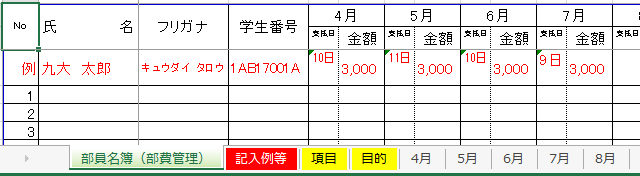 No 氏 名 フリガナ 学生番号 4月 5月 6月 7月
支払日 金額 支払日 金額 支払日 金額 支払日 金額
例 九大 太郎 キュウダイ タロウ 1AB17001A 10日 3,000 11日 3,000 10日 3,000 9日 3,000
1
2
3
部員名簿（部費管理） 記入例等 項目 目的 4月 5月 6月 7月 8月